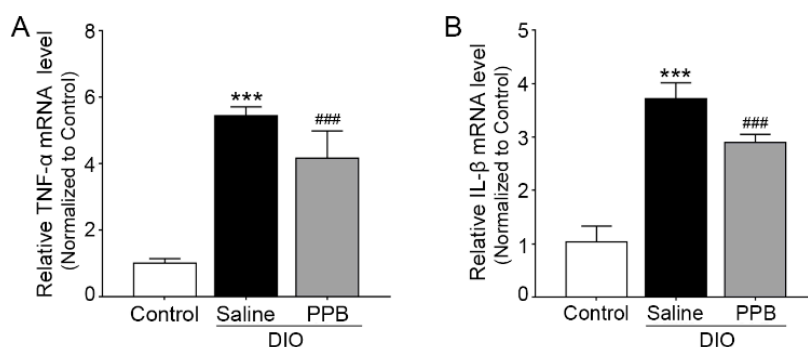 A
Relative TNF-α mRNA level
(Normalized to Control)
8
6
4
2
0
***
###
Control
Saline
PPB
DIO
B
Relative IL-β mRNA level
(Normalized to Control)
5
4
3
2
1
0
***
###
Control
Saline
PPB
DIO